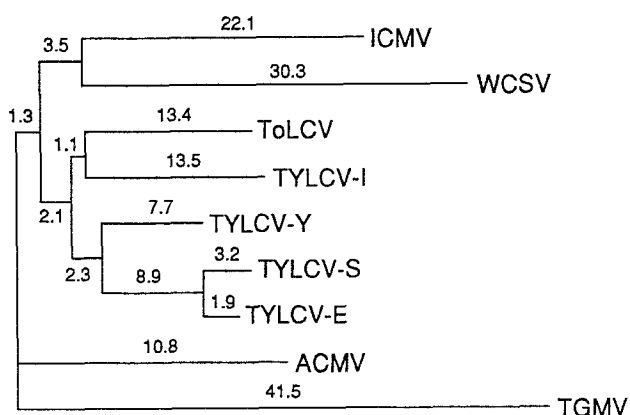 22.1
3.5
ICMV
30.3
WCSV
1.3
13.4
1.1
ToLCV
13.5
TYLCV-I
2.1
7.7
TYLCV-Y
3.2
2.3
8.9
TYLCV-S
1.9
TYLCV-E
10.8
ACMV
41.5
TGMV